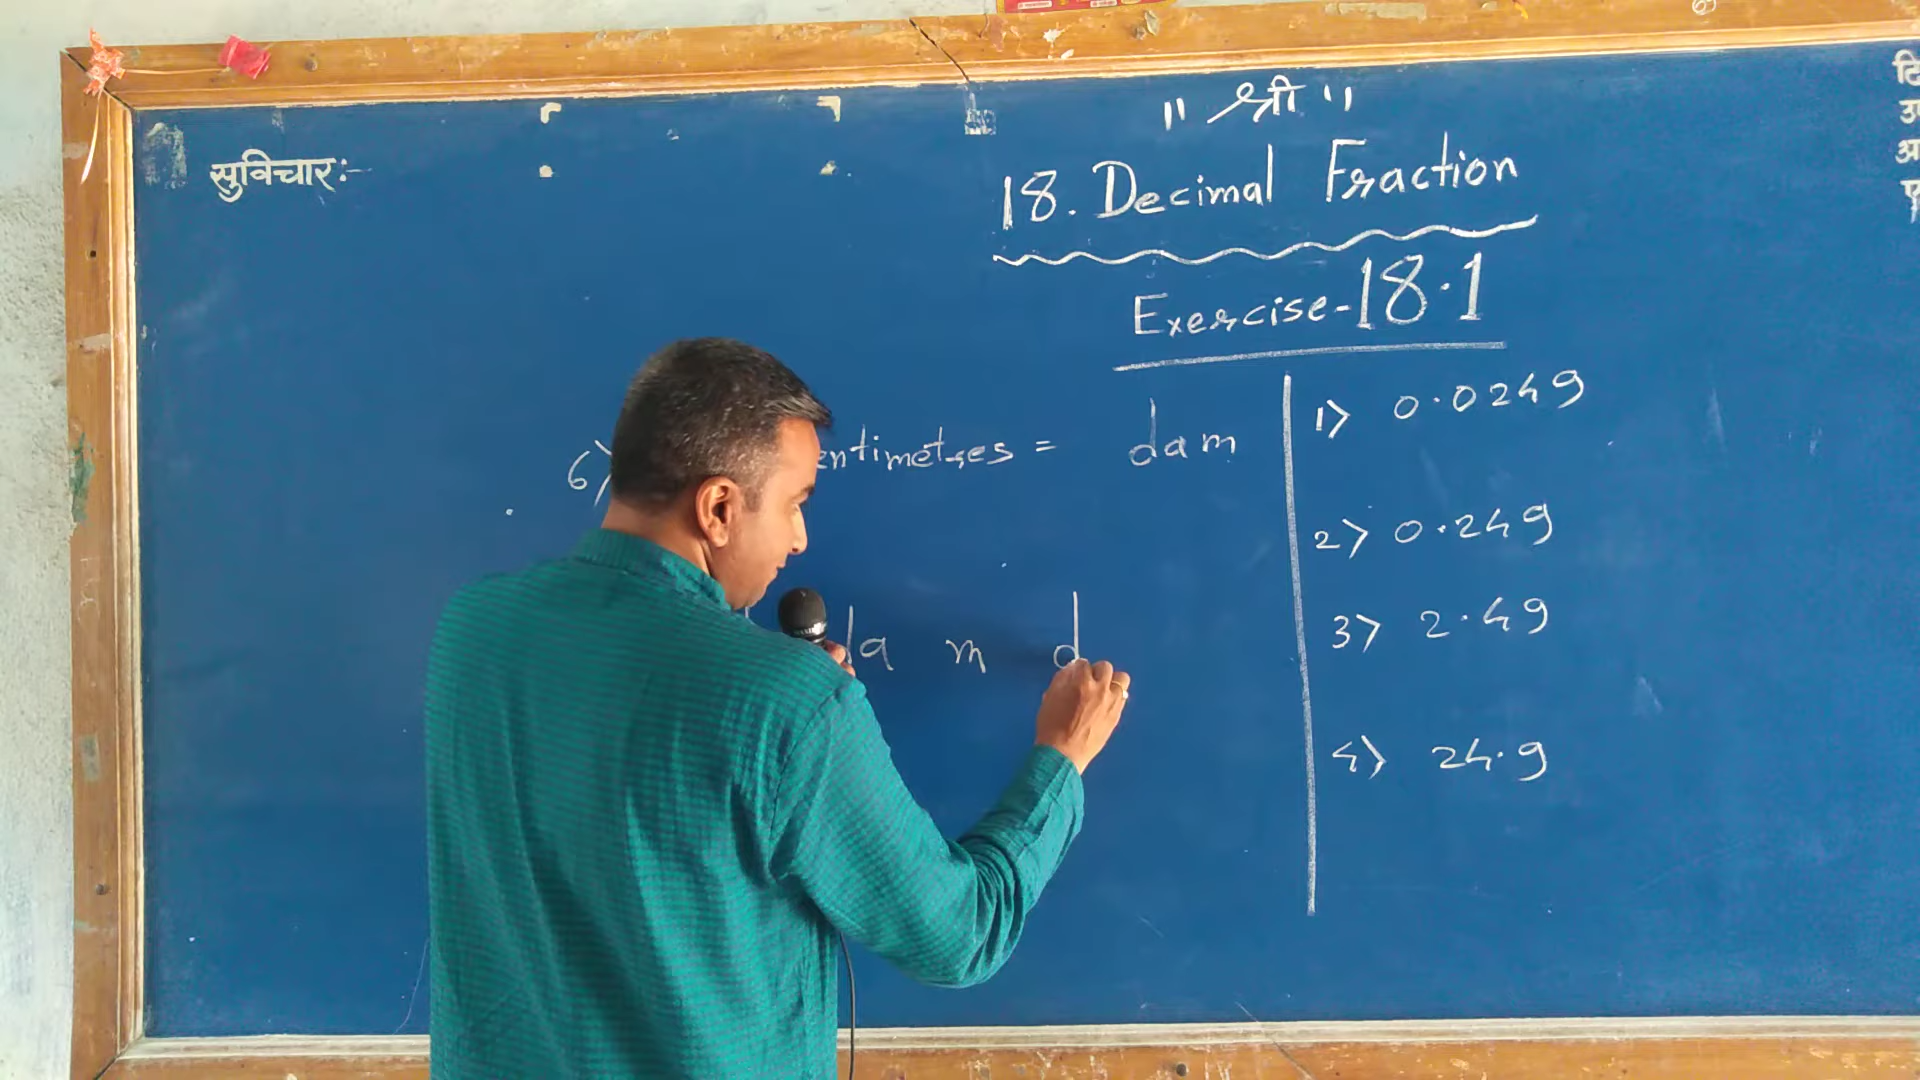 ॥ श्री ॥
सुविचारः-
18. Decimal Fraction
Exercise-18.1
6) entimetres = dam
1) 0.0249
2) 0.249
3) 2.49
4) 24.9
da m d